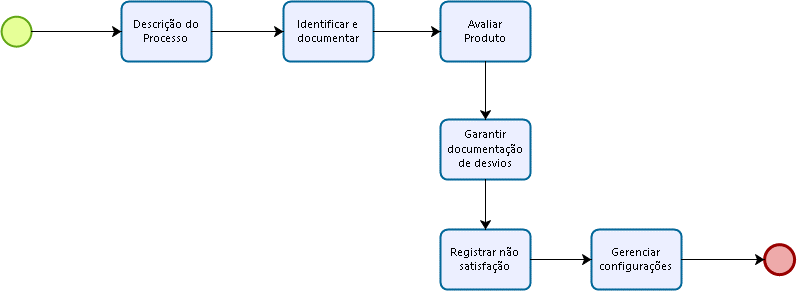 Descrição do
Processo
Identificar e
documentar
Avaliar
Produto
Garantir
documentação
de desvios
Registrar não
satisfação
Gerenciar
configurações